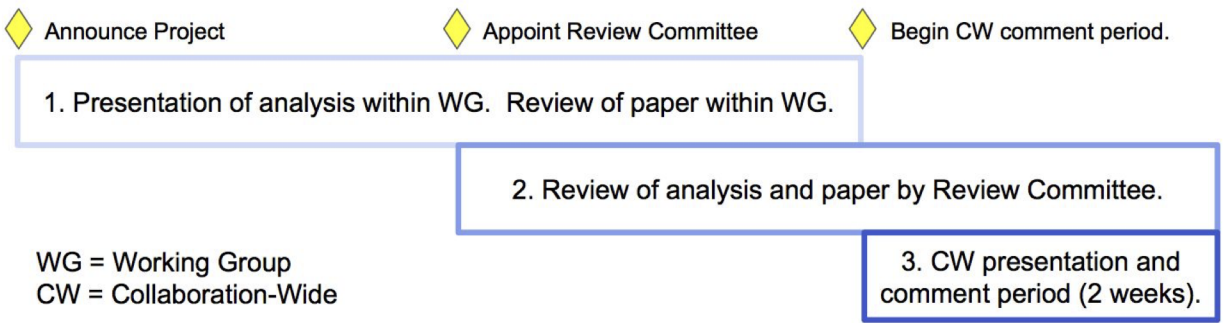 Announce Project
Appoint Review Committee
Begin CW comment period.
1. Presentation of analysis within WG.  Review of paper within WG.
2. Review of analysis and paper by Review Committee.
WG = Working Group
CW = Collaboration-Wide
3. CW presentation and
comment period (2 weeks).